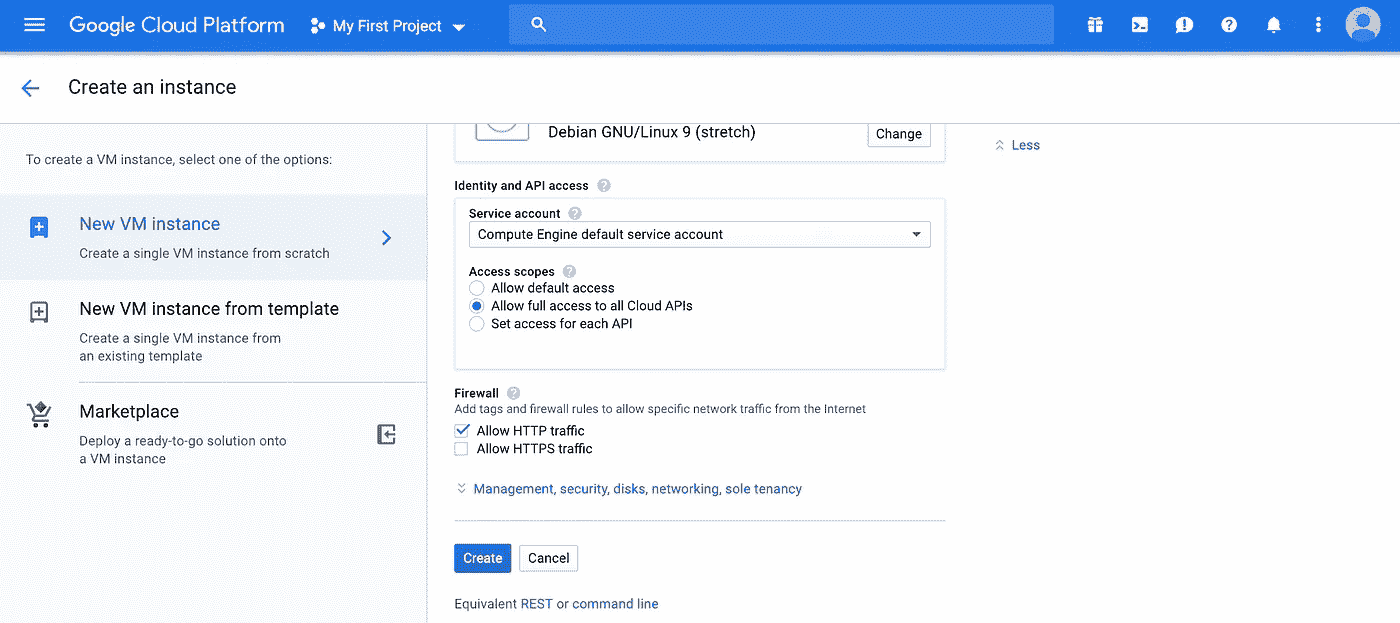 Google Cloud Platform
My First Project
Create an instance
To create a VM instance, select one of the options:
New VM instance
Create a single VM instance from scratch
New VM instance from template
Create a single VM instance from
an existing template
Marketplace
Deploy a ready-to-go solution onto
a VM instance
Debian GNU/Linux 9 (stretch)
Change
Less
Identity and API access
Service account
Compute Engine default service account
Access scopes
Allow default access
Allow full access to all Cloud APIs
Set access for each API
Firewall
Add tags and firewall rules to allow specific network traffic from the Internet
Allow HTTP traffic
Allow HTTPS traffic
Management, security, disks, networking, sole tenancy
Create
Cancel
Equivalent REST or command line